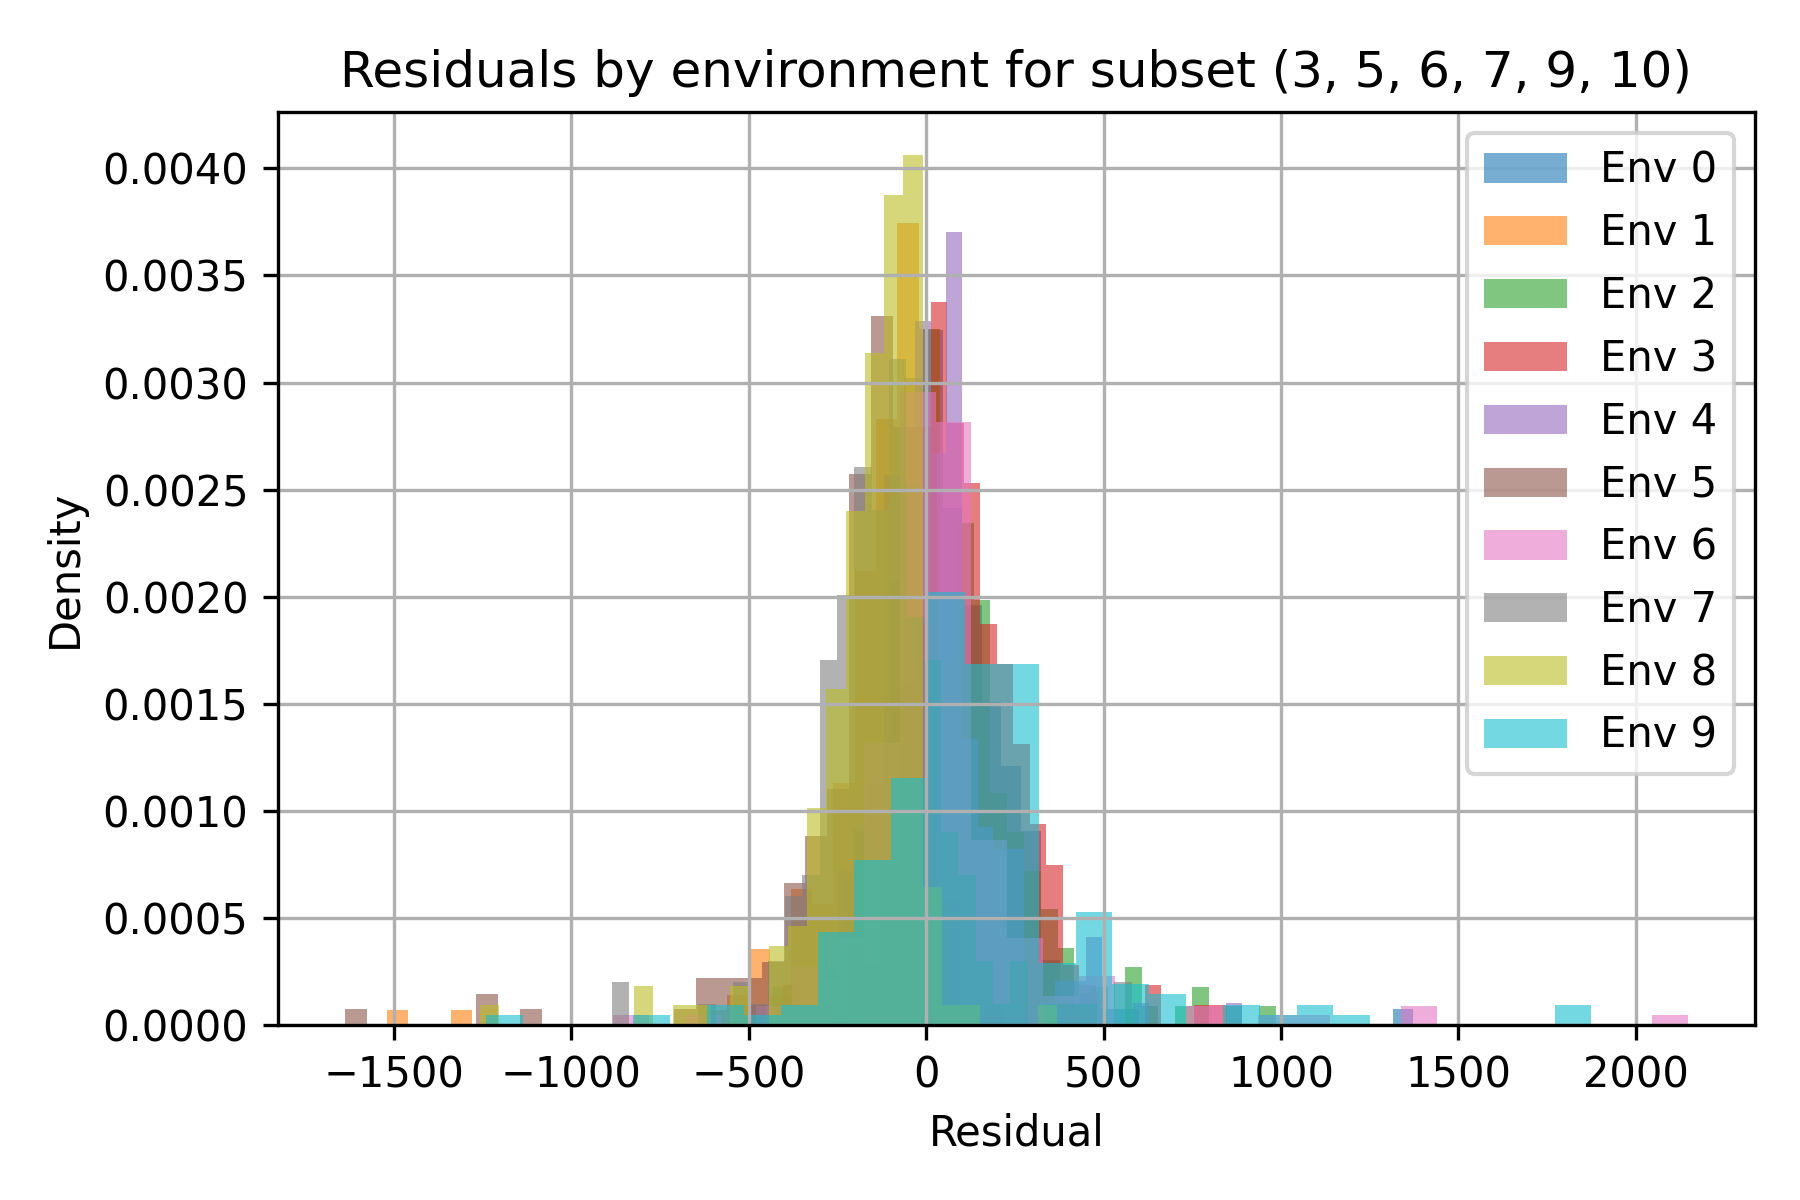 Residuals by environment for subset (3, 5, 6, 7, 9, 10)
0.0040
0.0035
0.0030
0.0025
0.0020
0.0015
0.0010
0.0005
0.0000
Density
−1500 −1000 −500 0 500 1000 1500 2000
Residual
Env 0
Env 1
Env 2
Env 3
Env 4
Env 5
Env 6
Env 7
Env 8
Env 9